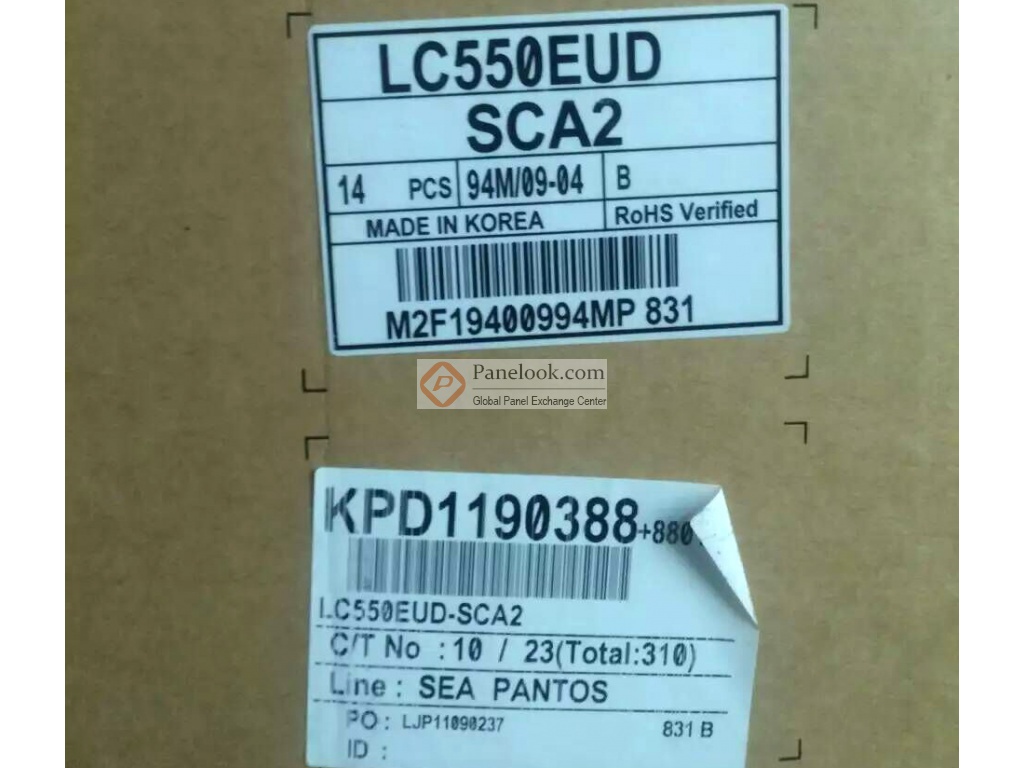 LC550EUD
SCA2
14 PCS 94M/09-04 B
MADE IN KOREA RoHS Verified
M2F19400994MP 831
Panelook.com
Global Panel Exchange Center
KPD1190388+880
LC550EUD-SCA2
C/T No : 10 / 23(Total:310)
Line : SEA PANTOS
PO : LJP11090237 831 B
ID :